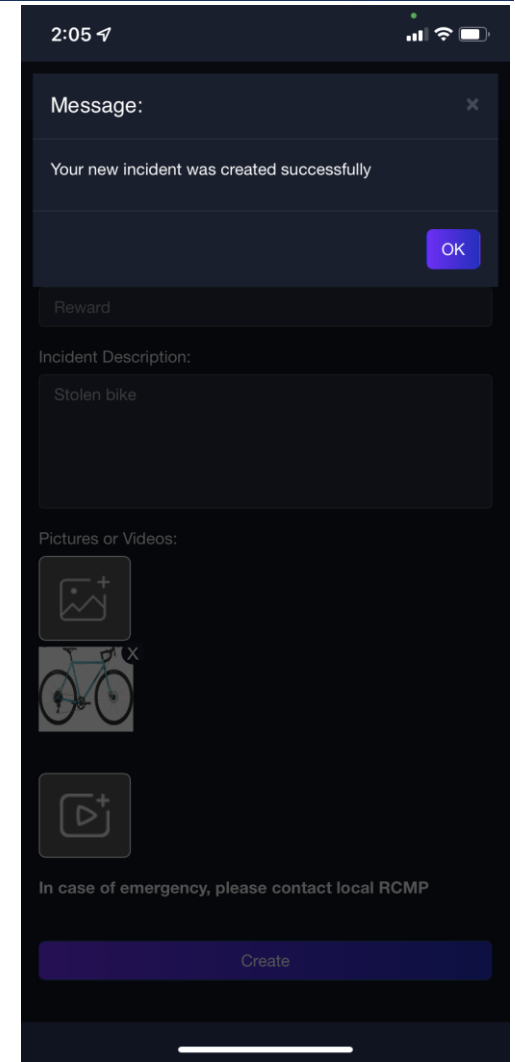 2:05
Message:
×
Your new incident was created successfully
OK
Reward
Incident Description:
Stolen bike
Pictures or Videos:
X
In case of emergency, please contact local RCMP
Create